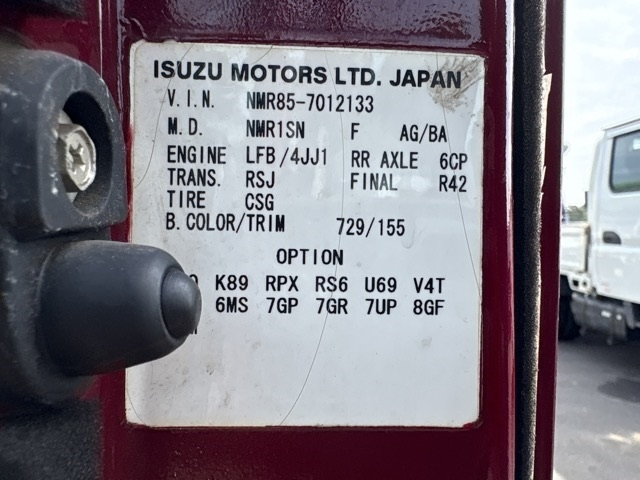 ISUZU MOTORS LTD. JAPAN
V.I.N. NMR85-7012133
M.D. NMR1SN F AG/BA
ENGINE LFB/4JJ1 RR AXLE 6CP
TRANS. RSJ FINAL R42
TIRE CSG
B.COLOR/TRIM 729/155
OPTION
K89 RPX RS6 U69 V4T
6MS 7GP 7GR 7UP 8GF